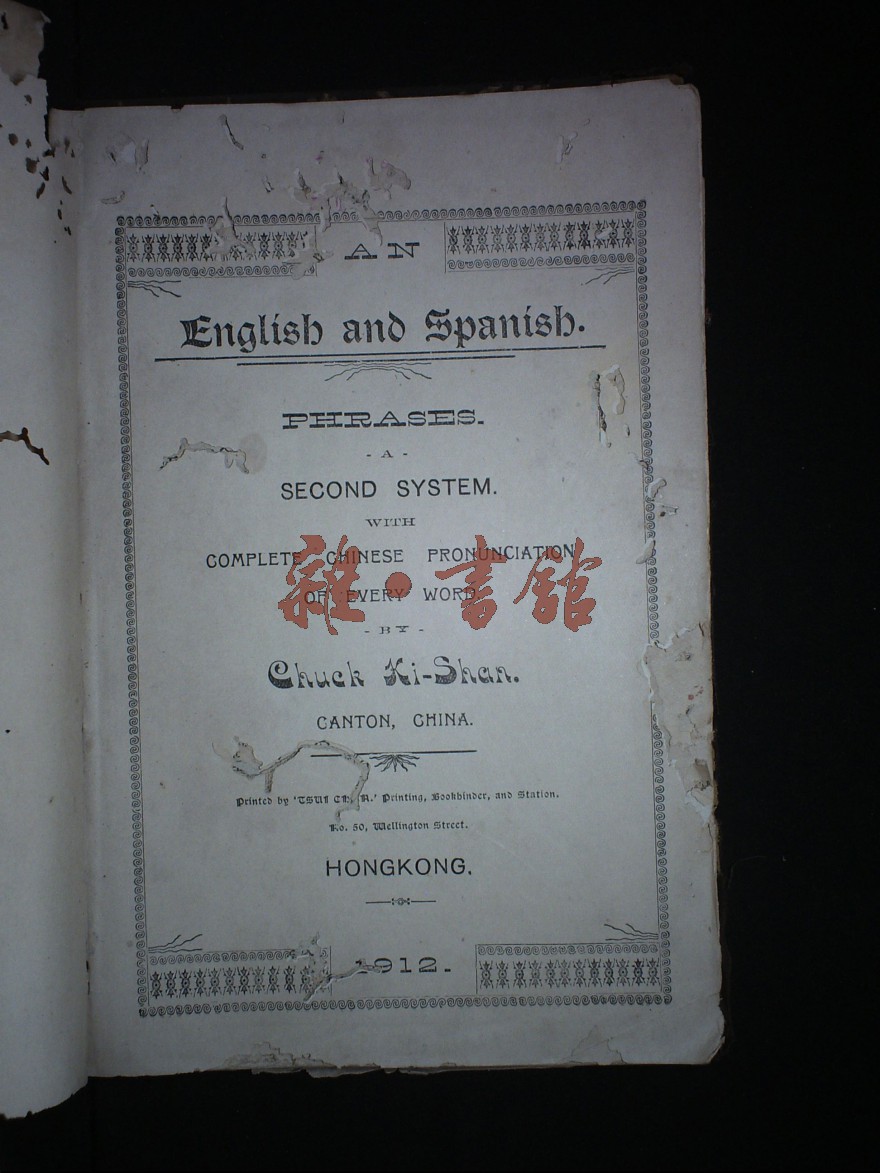 AN
English and Spanish.
PHRASES.
- A -
SECOND SYSTEM.
WITH
COMPLETE CHINESE PRONUNCIATION
OF EVERY WORD
- BY -
Chuck Ki-Shan.
CANTON, CHINA.
Printed by 'TSUI Printing, Bookbinder, and Station.
No. 50, Wellington Street.
HONGKONG.
1912.
雜·書館